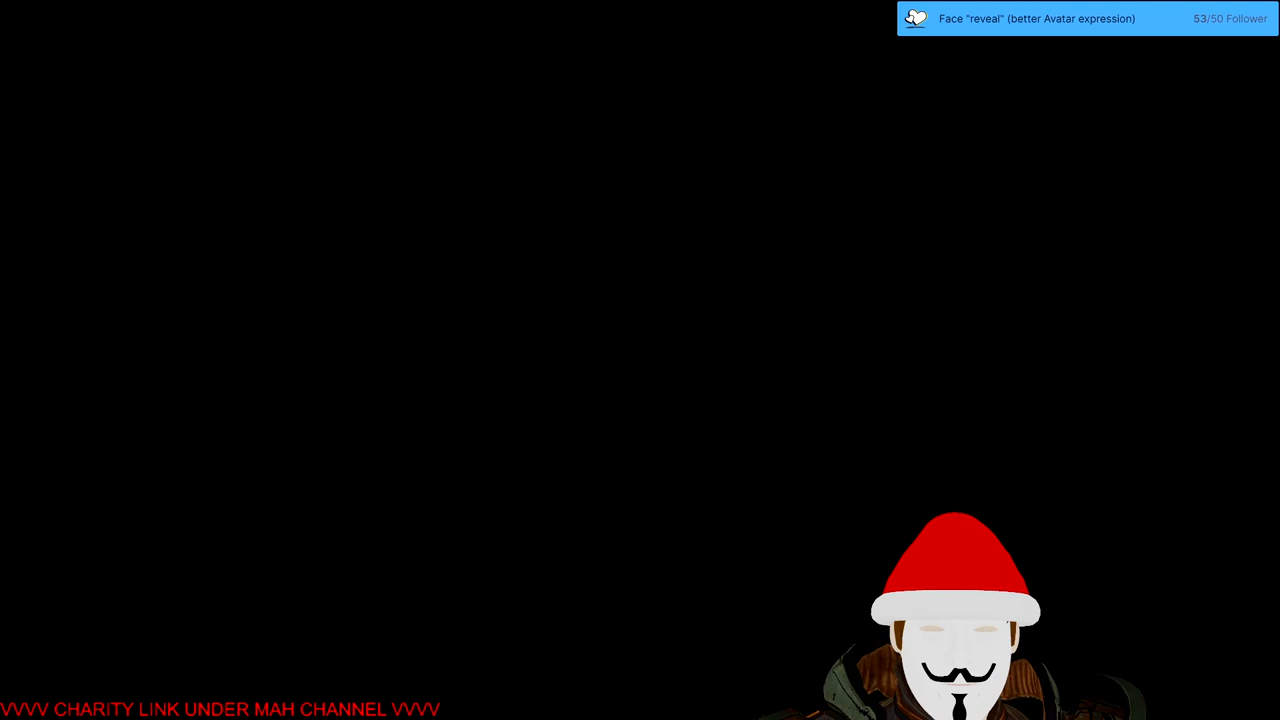 Face "reveal" (better Avatar expression) 53/50 Follower
VVVV CHARITY LINK UNDER MAH CHANNEL VVVV